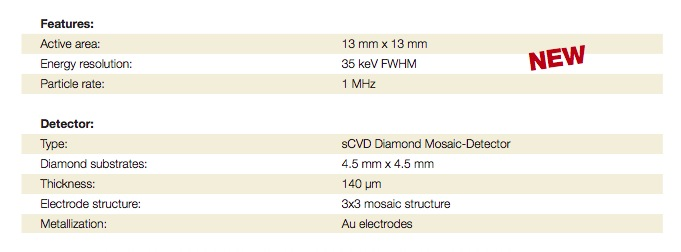 Features:
Active area: 13 mm x 13 mm
Energy resolution: 35 keV FWHM
NEW
Particle rate: 1 MHz
Detector:
Type: sCVD Diamond Mosaic-Detector
Diamond substrates: 4.5 mm x 4.5 mm
Thickness: 140 µm
Electrode structure: 3x3 mosaic structure
Metallization: Au electrodes